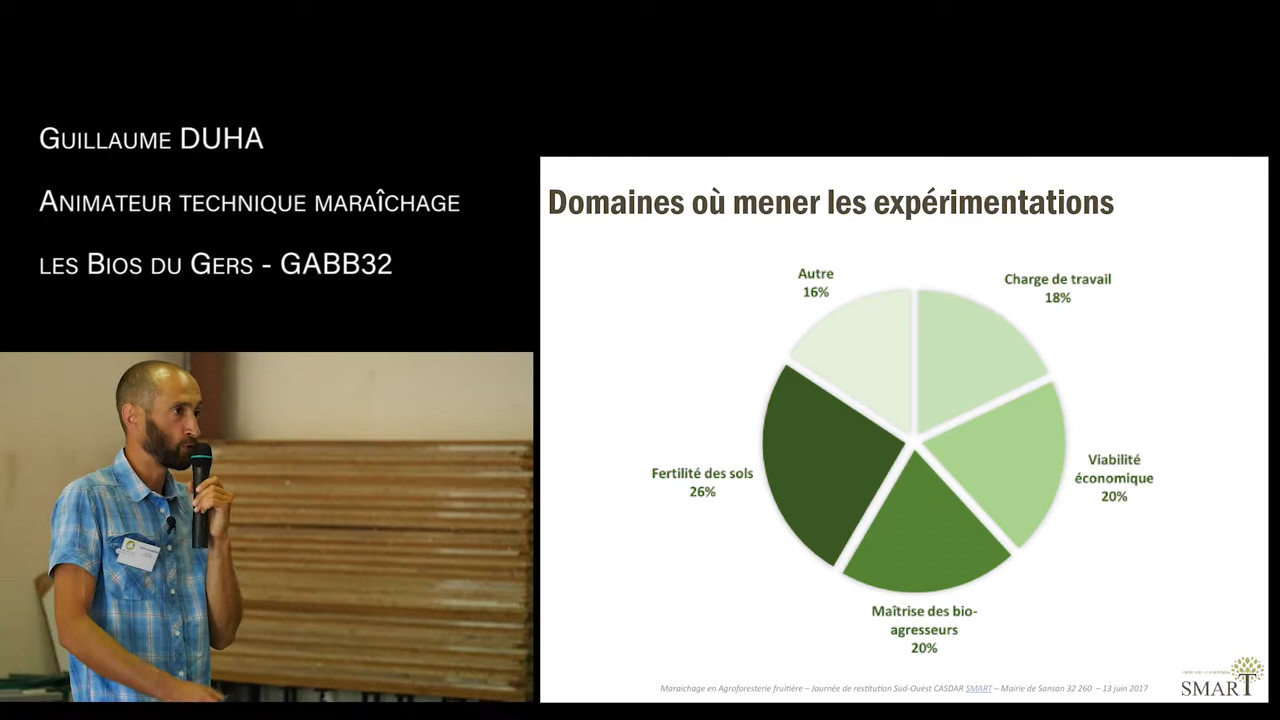 Guillaume DUHA
Animateur technique maraîchage
les Bios du Gers - GABB32
Domaines où mener les expérimentations
Autre
16%
Charge de travail
18%
Fertilité des sols
26%
Viabilité
économique
20%
Maîtrise des bio-
agresseurs
20%
Maraichage en Agroforesterie fruitière – Journée de restitution Sud-Ouest CASDAR SMART – Mairie de Sansan 32 260 – 13 juin 2017
SMART